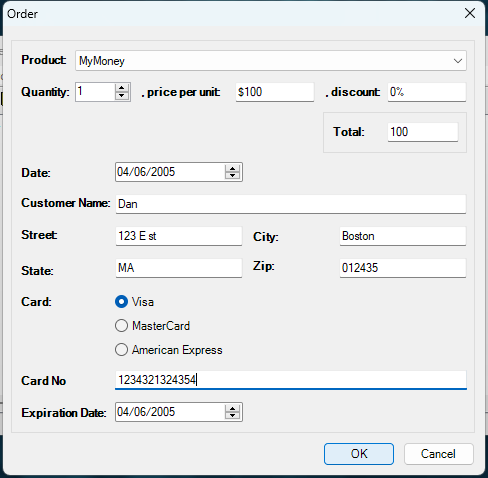 Order
Product: MyMoney
Quantity: 1 , price per unit: $100 , discount: 0%
Total: 100
Date: 04/06/2005
Customer Name: Dan
Street: 123 E st City: Boston
State: MA Zip: 012435
Card: Visa
MasterCard
American Express
Card No 1234321324354
Expiration Date: 04/06/2005
OK Cancel